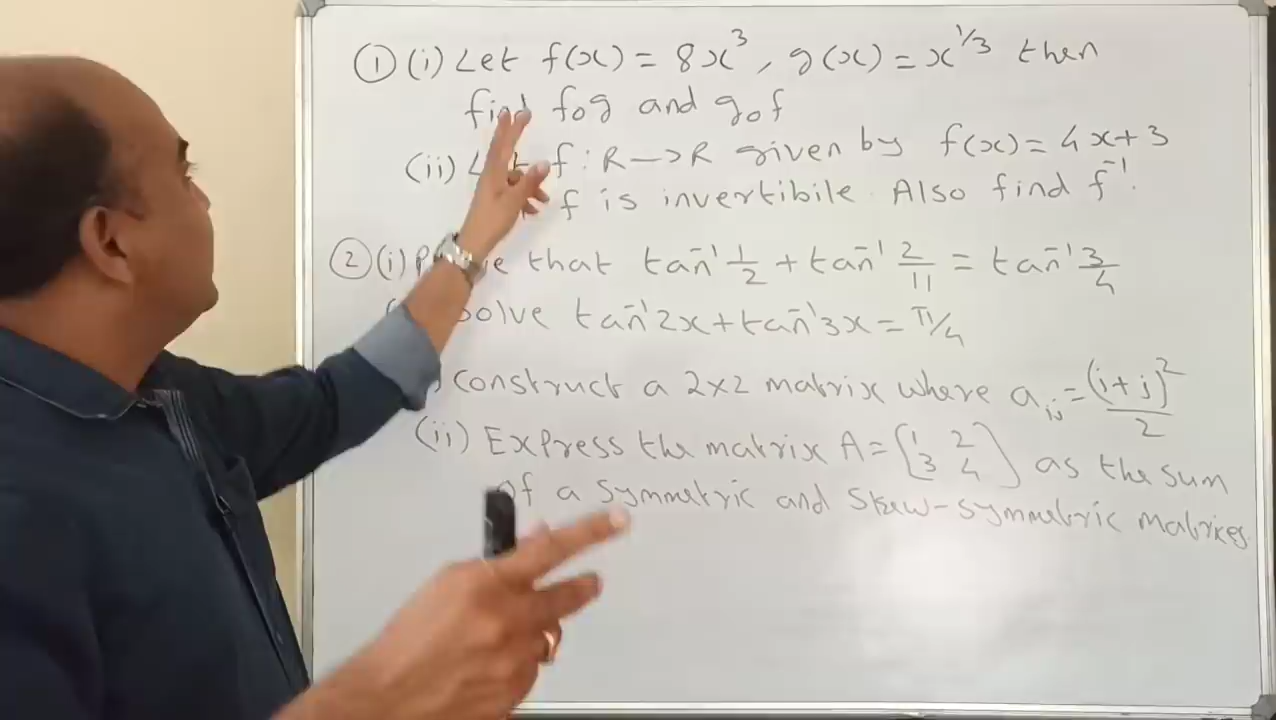 ① (i) Let f(x) = 8x³, g(x) = x^1/3 then
find fog and gof
(ii) f : R → R given by f(x) = 4x+3
f is invertibile. Also find f⁻¹.
② (i) that tan⁻¹ 1/2 + tan⁻¹ 2/11 = tan⁻¹ 3/4
solve tan⁻¹2x + tan⁻¹3x = π/4
construct a 2×2 matrix where aᵢⱼ = (i+j)²/2
(ii) Express the matrix A = [1 2 3 4] as the sum
of a symmetric and skew-symmetric matrices.